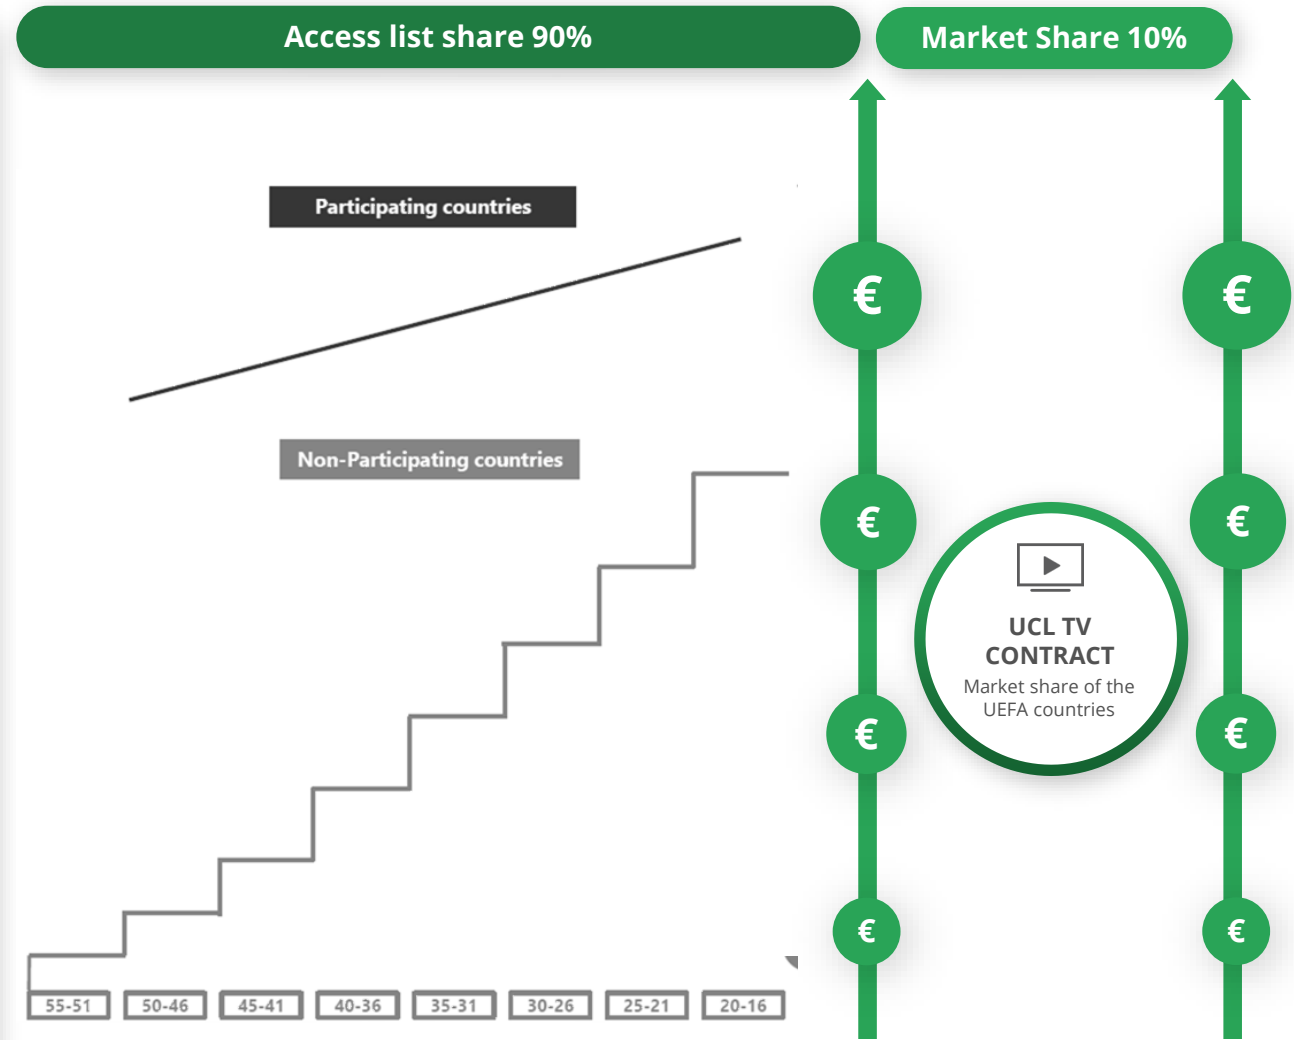 Access list share 90%
Market Share 10%
Participating countries
€
€
Non-Participating countries
€
€
UCL TV
CONTRACT
Market share of the
UEFA countries
€
€
€
€
55-51
50-46
45-41
40-36
35-31
30-26
25-21
20-16